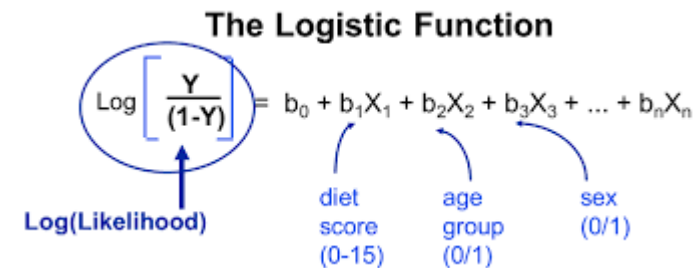 The Logistic Function
Log [ Y / (1-Y) ] = b₀ + b₁X₁ + b₂X₂ + b₃X₃ + ... + bₙXₙ
Log(Likelihood)
diet
score
(0-15)
age
group
(0/1)
sex
(0/1)